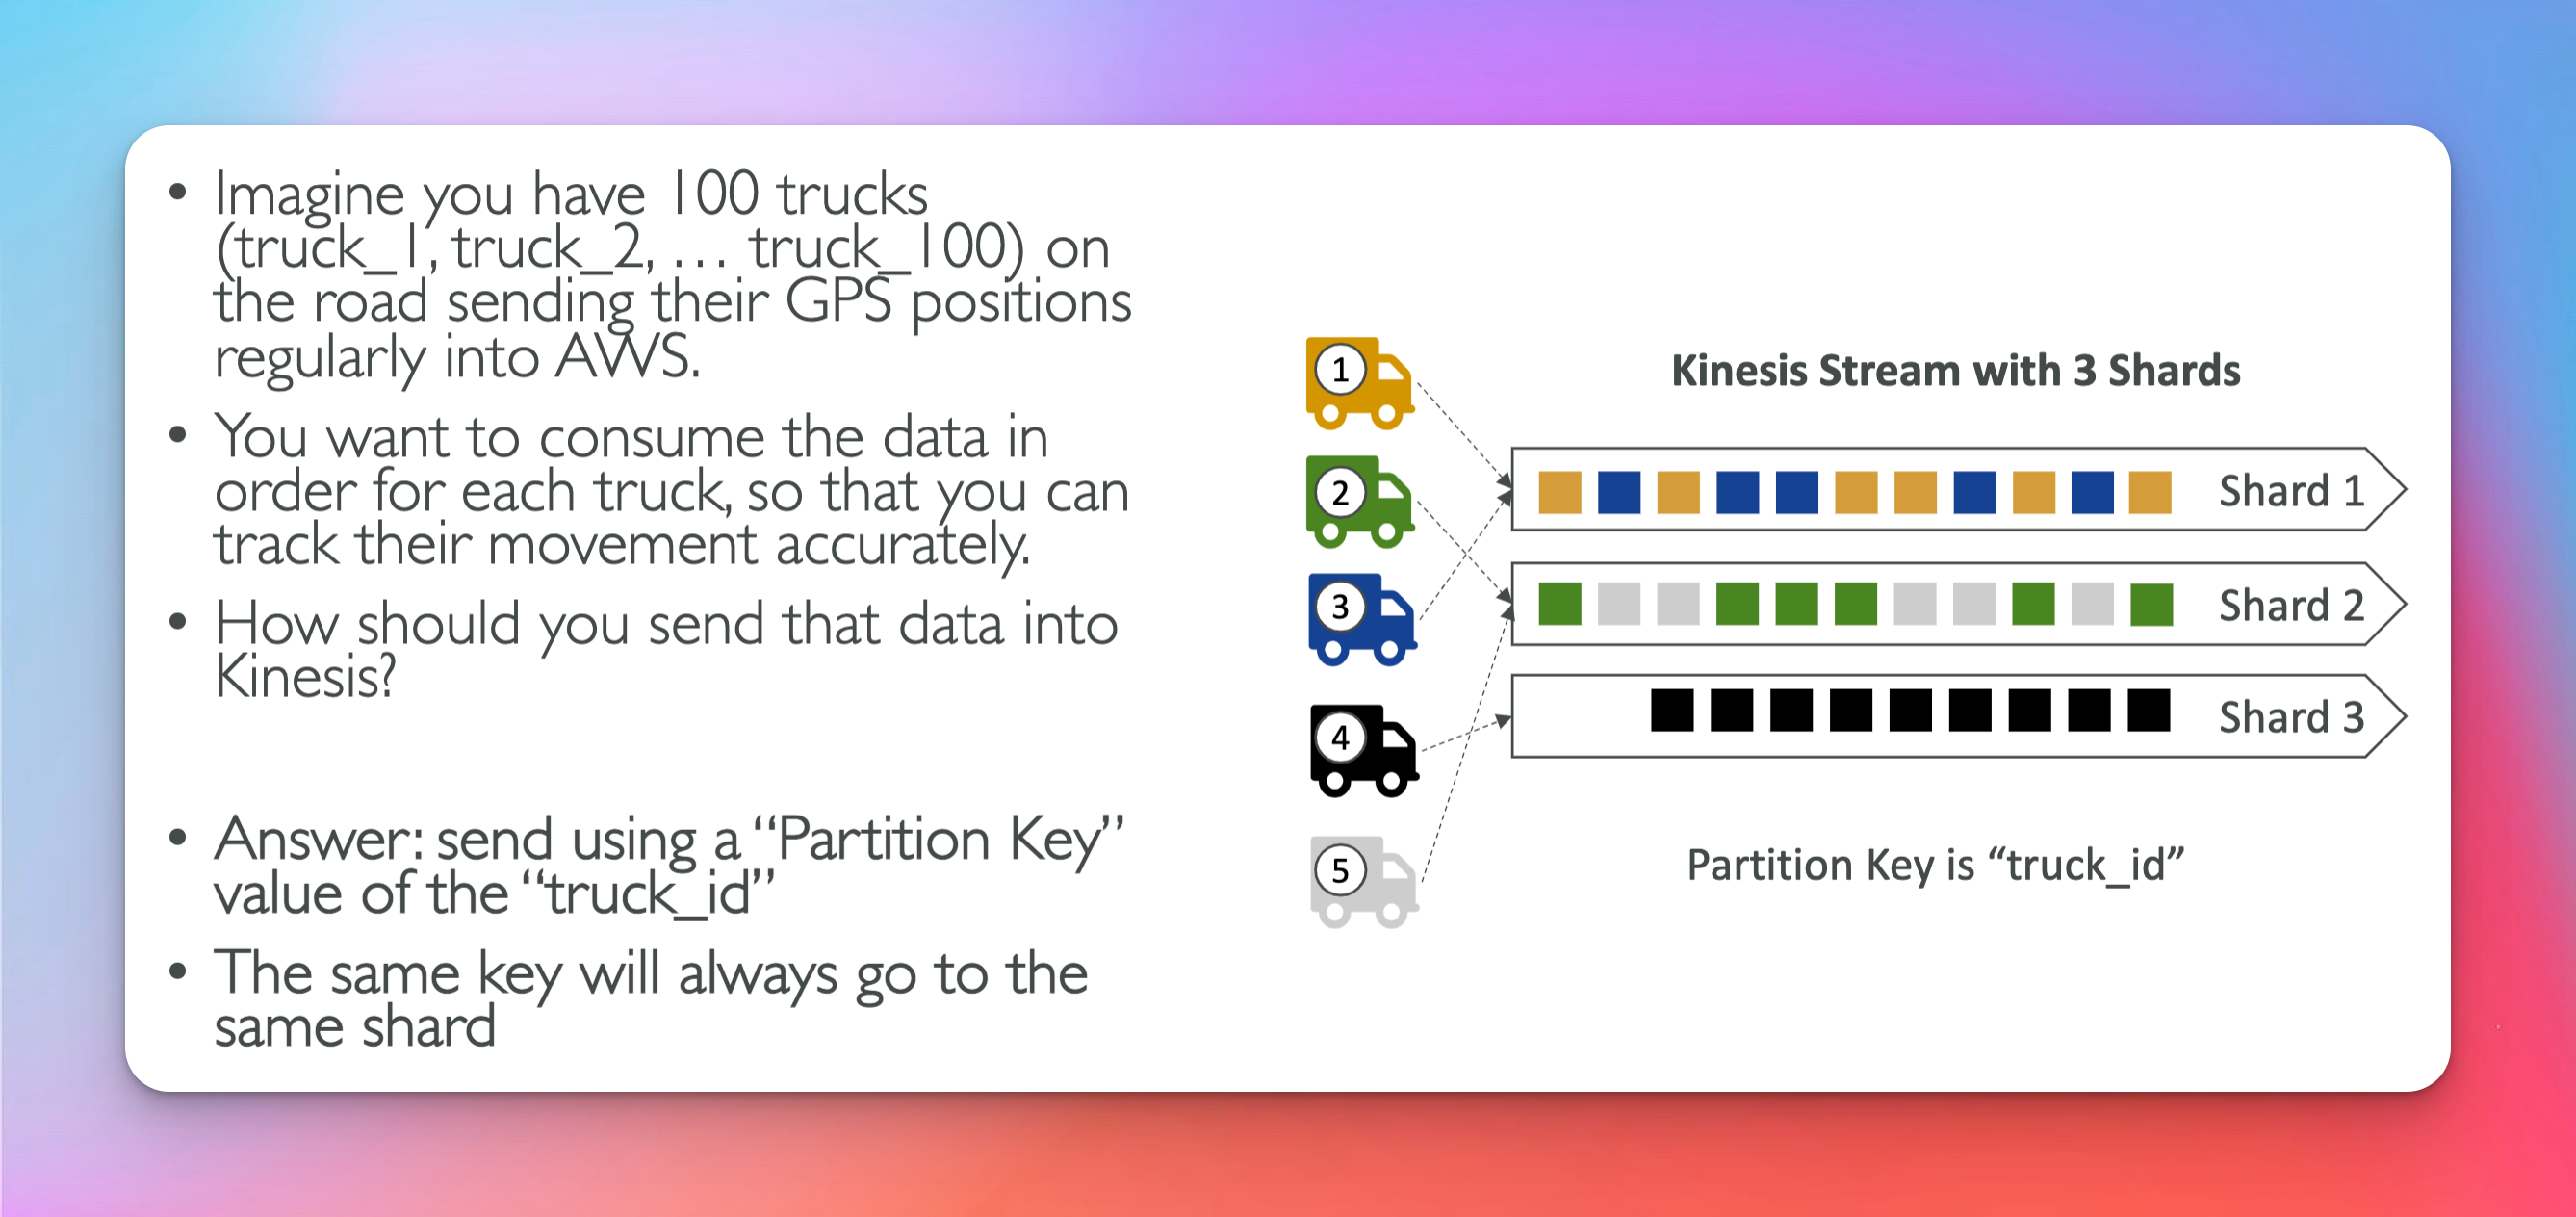 • Imagine you have 100 trucks
(truck_1, truck_2, … truck_100) on
the road sending their GPS positions
regularly into AWS.
• You want to consume the data in
order for each truck, so that you can
track their movement accurately.
• How should you send that data into
Kinesis?
• Answer: send using a “Partition Key”
value of the “truck_id”
• The same key will always go to the
same shard
1
2
3
4
5
Kinesis Stream with 3 Shards
Shard 1
Shard 2
Shard 3
Partition Key is “truck_id”